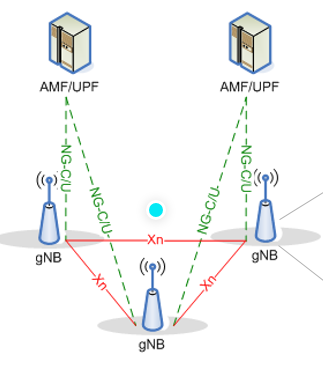 AMF/UPF
AMF/UPF
NG-C/U
NG-C/U
NG-C/U
NG-C/U
gNB
Xn
gNB
Xn
Xn
gNB